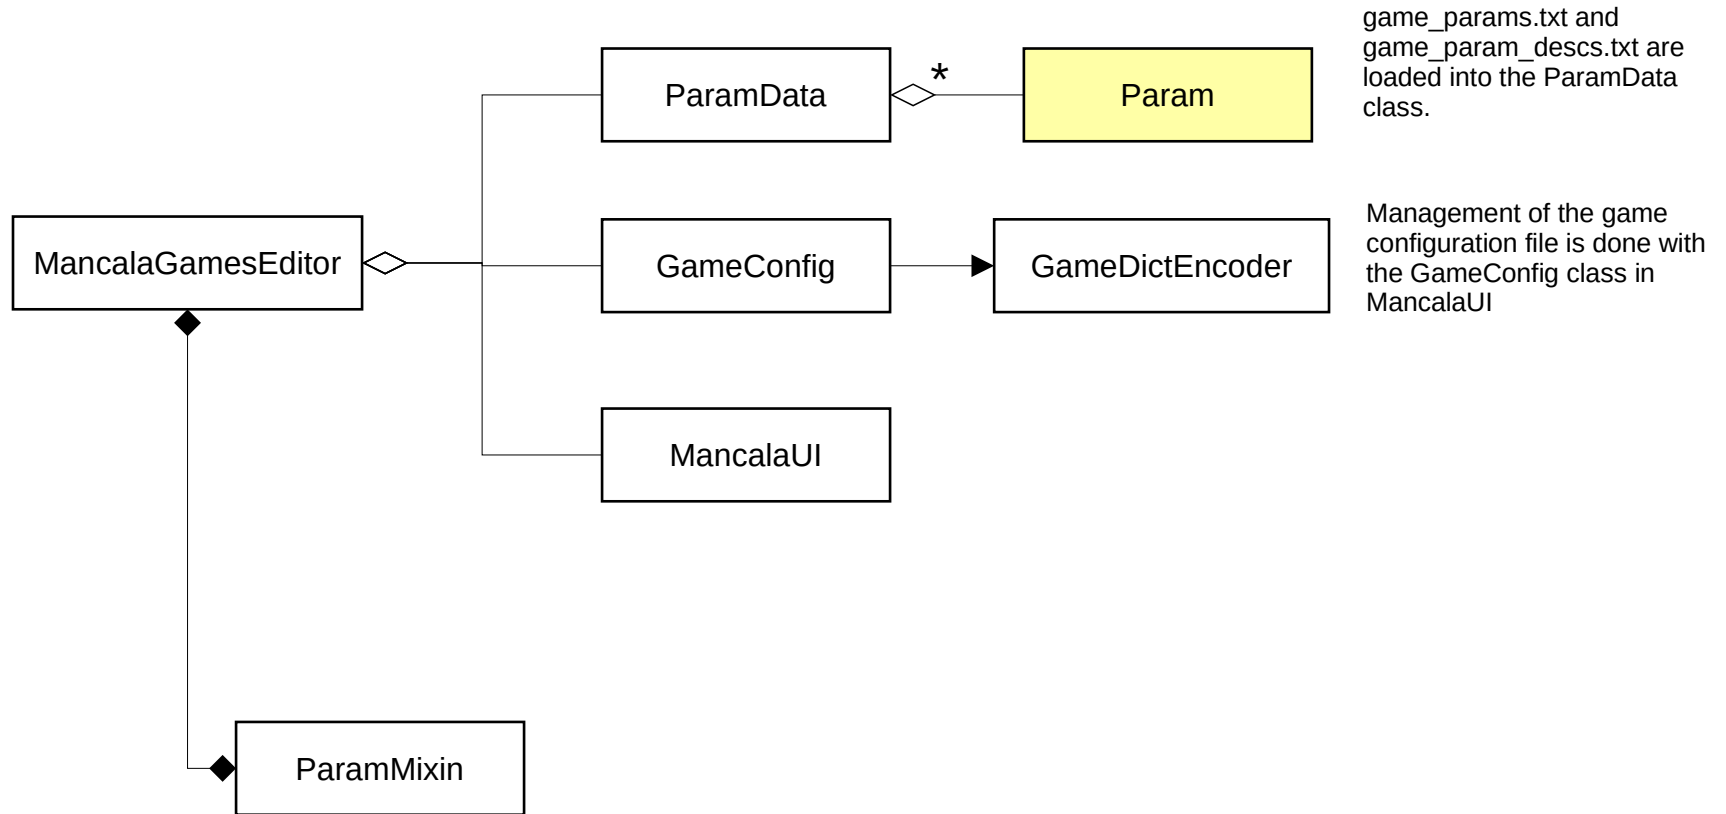 game_params.txt and
game_param_descs.txt are
loaded into the ParamData
class.
ParamData
*
Param
Management of the game
configuration file is done with
the GameConfig class in
MancalaUI
MancalaGamesEditor
GameConfig
GameDictEncoder
MancalaUI
ParamMixin